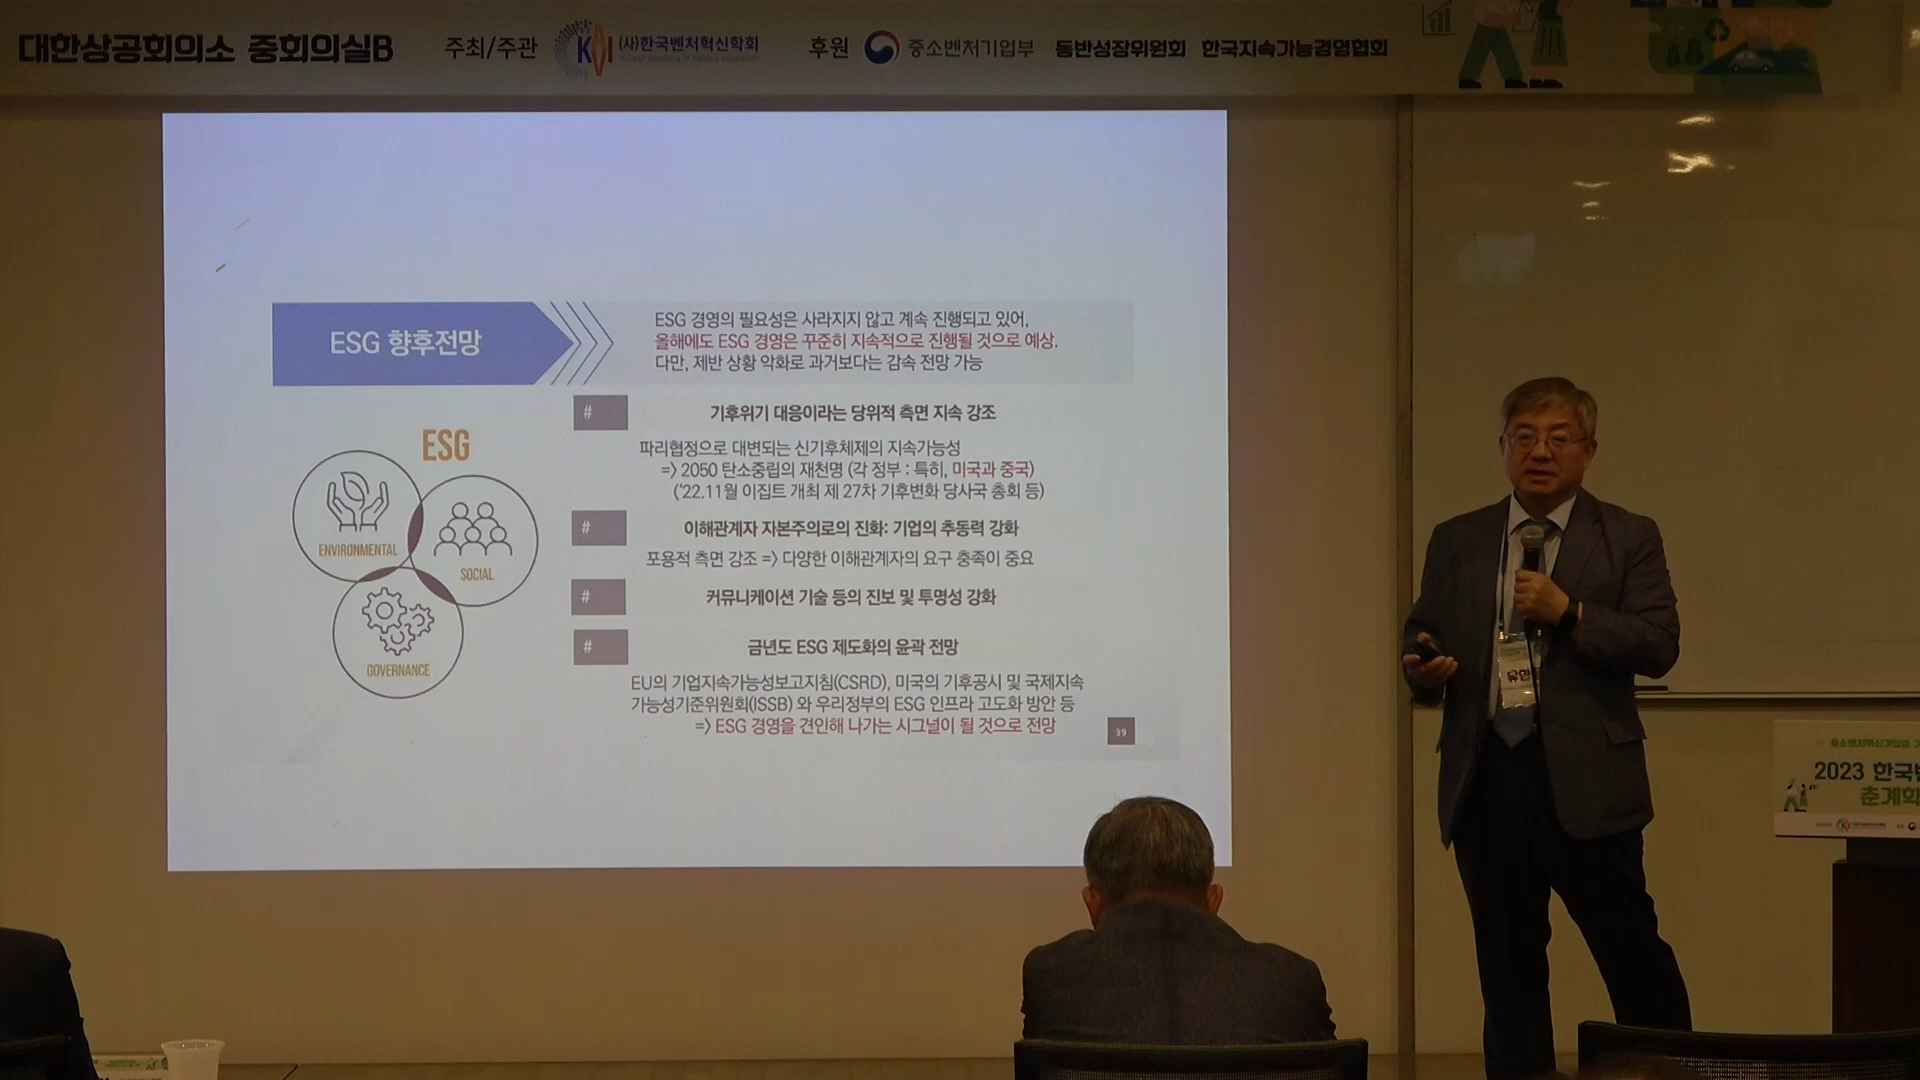 대한상공회의소 중회의실B
주최/주관
KVI
(사)한국벤처혁신학회
후원
중소벤처기업부
동반성장위원회
한국지속가능경영협회
ESG 향후전망
ESG 경영의 필요성은 사라지지 않고 계속 진행되고 있어,
올해에도 ESG 경영은 꾸준히 지속적으로 진행될 것으로 예상.
다만, 제반 상황 악화로 과거보다는 감속 전망 가능
ESG
ENVIRONMENTAL
SOCIAL
GOVERNANCE
# 기후위기 대응이라는 당위적 측면 지속 강조
파리협정으로 대변되는 신기후체제의 지속가능성
=> 2050 탄소중립의 재천명 (각 정부 : 특히, 미국과 중국)
('22.11월 이집트 개최 제 27차 기후변화 당사국 총회 등)
# 이해관계자 자본주의로의 진화: 기업의 추동력 강화
포용적 측면 강조 => 다양한 이해관계자의 요구 충족이 중요
# 커뮤니케이션 기술 등의 진보 및 투명성 강화
# 금년도 ESG 제도화의 윤곽 전망
EU의 기업지속가능성보고지침(CSRD), 미국의 기후공시 및 국제지속
가능성기준위원회(ISSB) 와 우리정부의 ESG 인프라 고도화 방안 등
=> ESG 경영을 견인해 나가는 시그널이 될 것으로 전망
39
중소벤처혁신기업의
2023 한국
춘계학